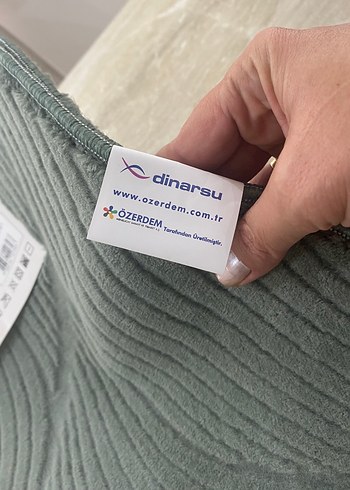 dinarsu
www.ozerdem.com.tr
ÖZERDEM
Tarafından Üretilmiştir.